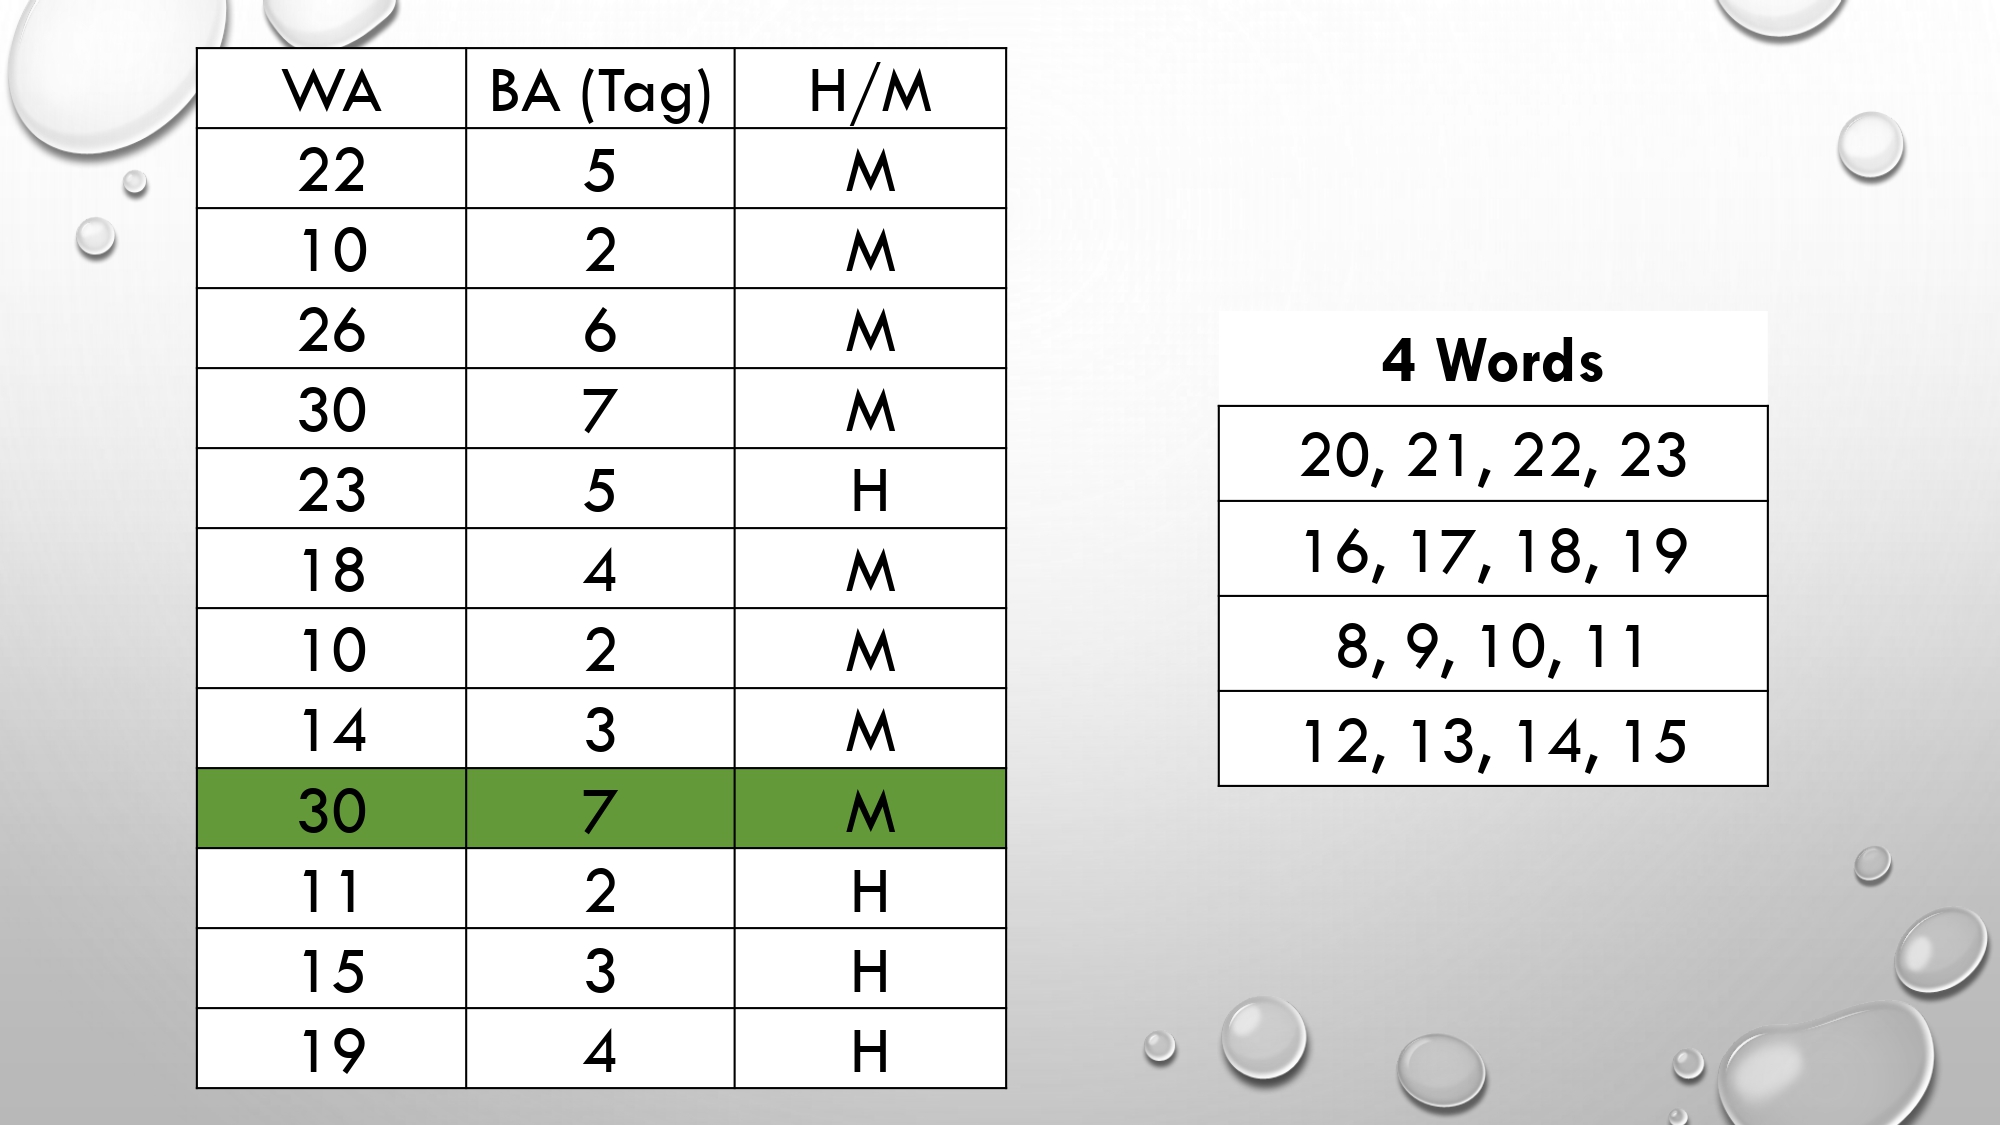 WA BA (Tag) H/M
22 5 M
10 2 M
26 6 M
30 7 M
23 5 H
18 4 M
10 2 M
14 3 M
30 7 M
11 2 H
15 3 H
19 4 H
4 Words
20, 21, 22, 23
16, 17, 18, 19
8, 9, 10, 11
12, 13, 14, 15